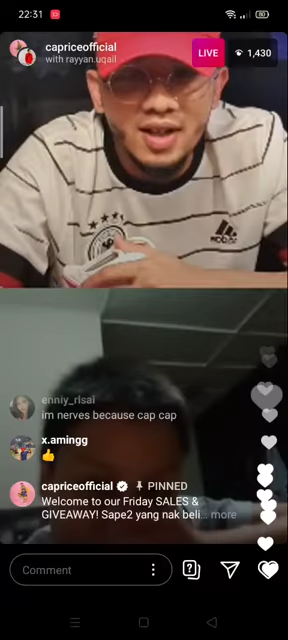 22:31
80
capriceofficial
with rayyan.uqail
LIVE
1,430
adidas
enniy_risai
im nerves because cap cap
x.amingg
👍
capriceofficial PINNED
Welcome to our Friday SALES &
GIVEAWAY! Sape2 yang nak beli... more
Comment